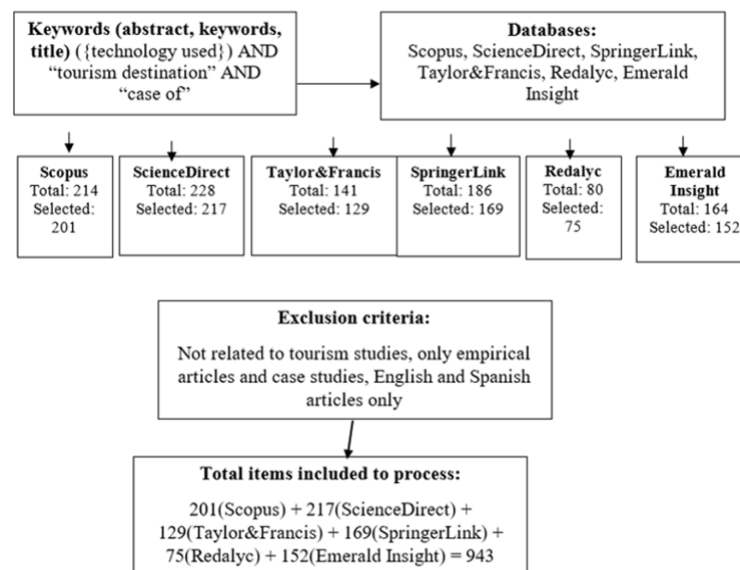 Keywords (abstract, keywords,
title) ({technology used}) AND
“tourism destination” AND
“case of”
Databases:
Scopus, ScienceDirect, SpringerLink,
Taylor&Francis, Redalyc, Emerald
Insight
Scopus
Total: 214
Selected:
201
ScienceDirect
Total: 228
Selected: 217
Taylor&Francis
Total: 141
Selected: 129
SpringerLink
Total: 186
Selected: 169
Redalyc
Total: 80
Selected:
75
Emerald
Insight
Total: 164
Selected: 152
Exclusion criteria:
Not related to tourism studies, only empirical
articles and case studies, English and Spanish
articles only
Total items included to process:
201(Scopus) + 217(ScienceDirect) +
129(Taylor&Francis) + 169(SpringerLink) +
75(Redalyc) + 152(Emerald Insight) = 943